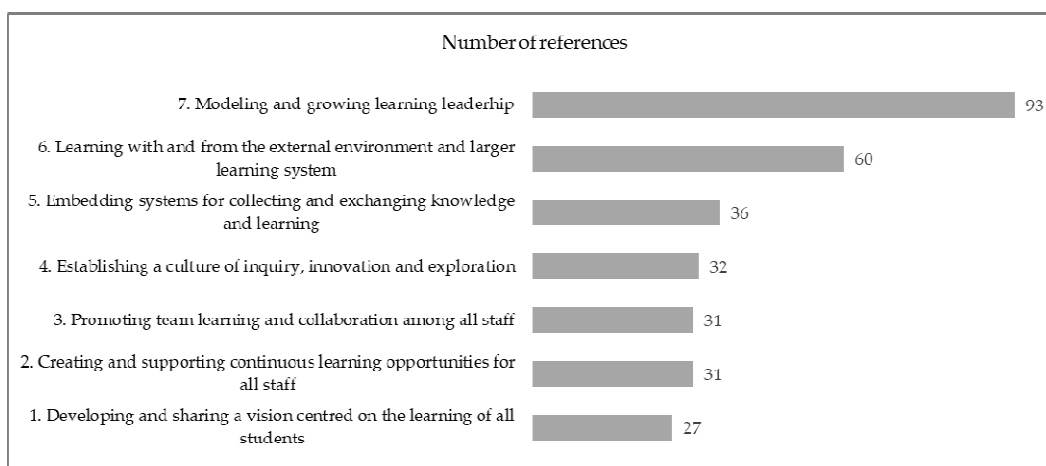 Number of references
7. Modeling and growing learning leaderhip
93
6. Learning with and from the external environment and larger
learning system
60
5. Embedding systems for collecting and exchanging knowledge
and learning
36
4. Establishing a culture of inquiry, innovation and exploration
32
3. Promoting team learning and collaboration among all staff
31
2. Creating and supporting continuous learning opportunities for
all staff
31
1. Developing and sharing a vision centred on the learning of all
students
27